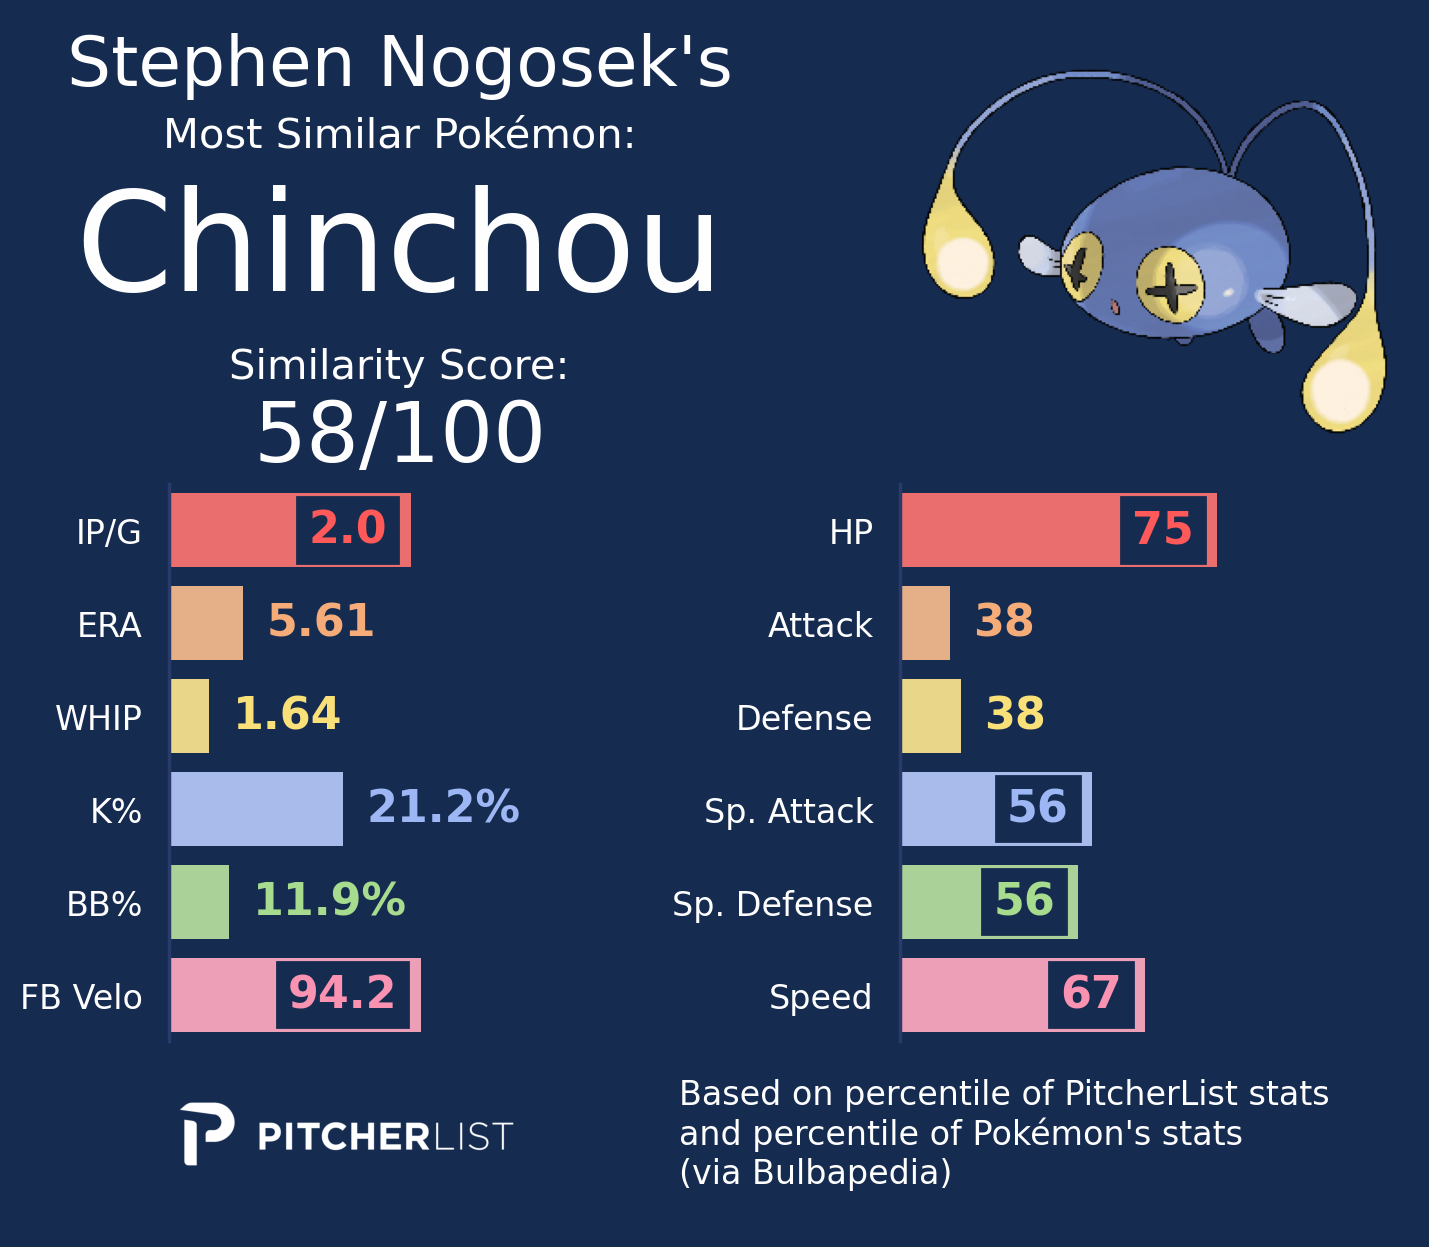 Stephen Nogosek's
Most Similar Pokémon:
Chinchou
Similarity Score:
58/100
IP/G 2.0
ERA 5.61
WHIP 1.64
K% 21.2%
BB% 11.9%
FB Velo 94.2
HP 75
Attack 38
Defense 38
Sp. Attack 56
Sp. Defense 56
Speed 67
PITCHERLIST
Based on percentile of PitcherList stats
and percentile of Pokémon's stats
(via Bulbapedia)